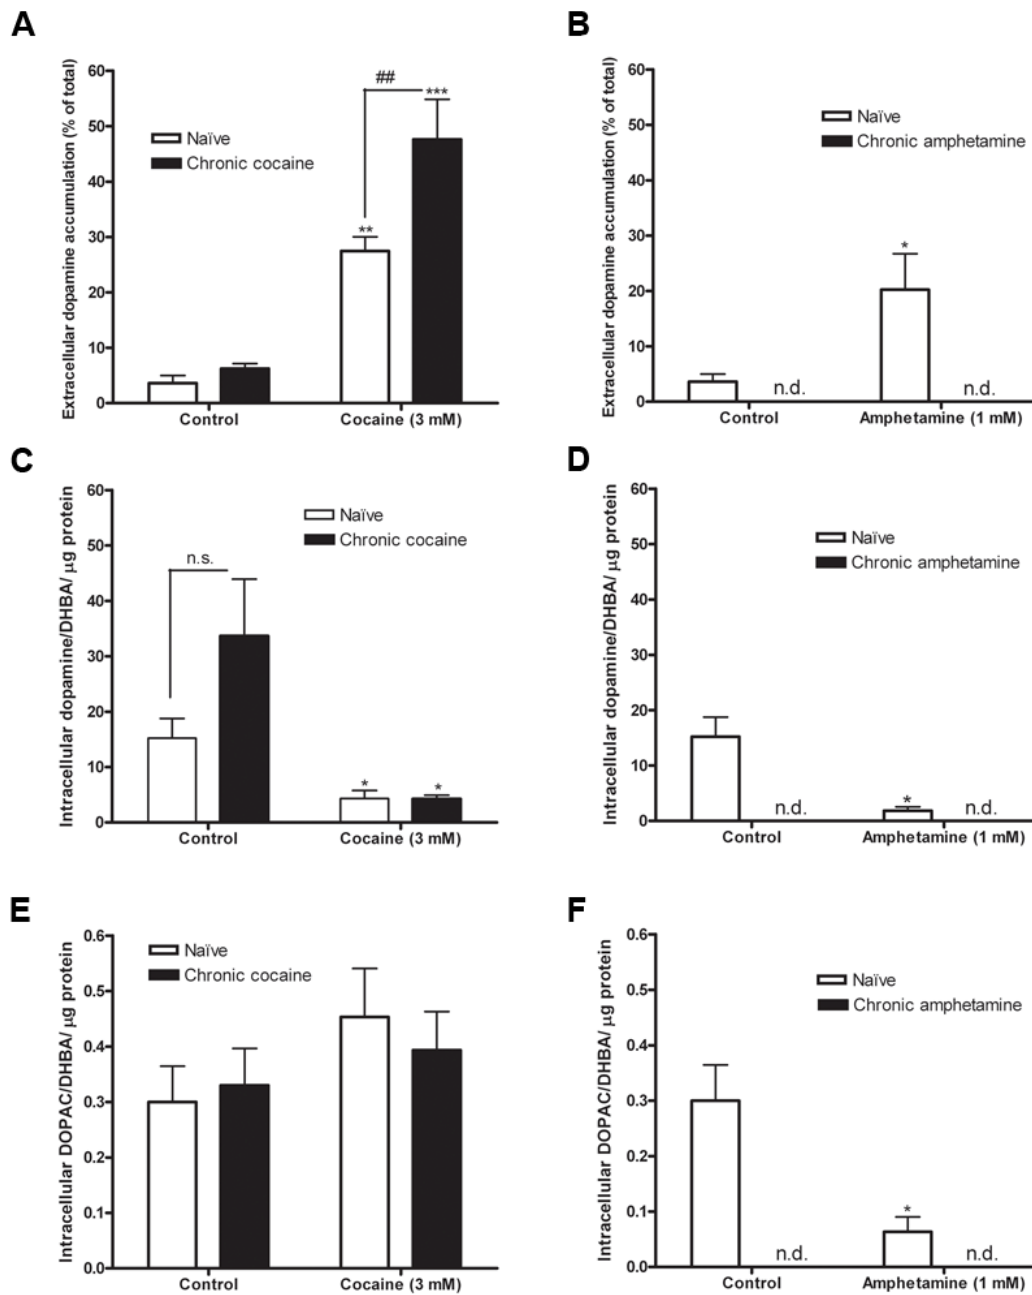 A
Extracellular dopamine accumulation (% of total)
60
50
40
30
20
10
0
Naïve
Chronic cocaine
##
***
**
Control
Cocaine (3 mM)
B
Extracellular dopamine accumulation (% of total)
60
50
40
30
20
10
0
Naïve
Chronic amphetamine
*
n.d.
n.d.
Control
Amphetamine (1 mM)
C
Intracellular dopamine/DHBA/ µg protein
60
50
40
30
20
10
0
Naïve
Chronic cocaine
n.s.
*
*
Control
Cocaine (3 mM)
D
Intracellular dopamine/DHBA/ µg protein
60
50
40
30
20
10
0
Naïve
Chronic amphetamine
n.d.
*
n.d.
Control
Amphetamine (1 mM)
E
Intracellular DOPAC/DHBA/ µg protein
0.6
0.5
0.4
0.3
0.2
0.1
0.0
Naïve
Chronic cocaine
Control
Cocaine (3 mM)
F
Intracellular DOPAC/DHBA/ µg protein
0.6
0.5
0.4
0.3
0.2
0.1
0.0
Naïve
Chronic amphetamine
n.d.
*
n.d.
Control
Amphetamine (1 mM)